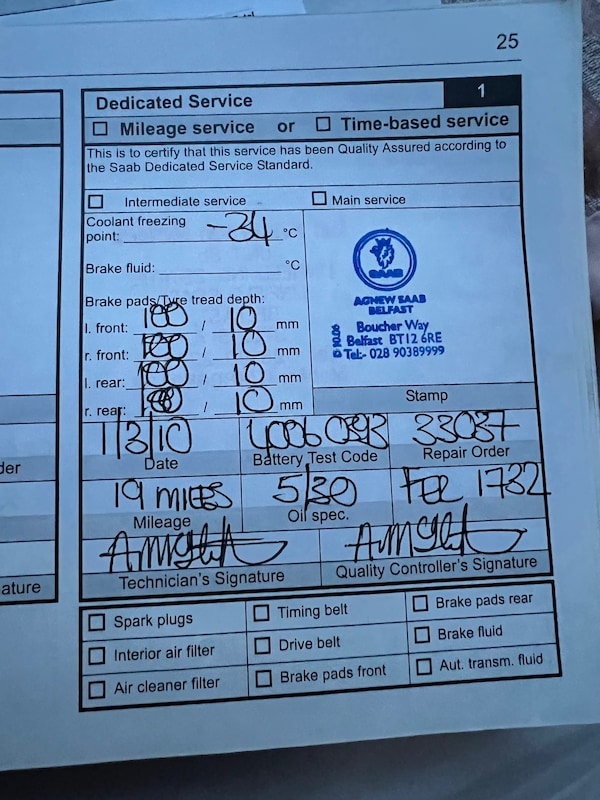 25
Dedicated Service 1
Mileage service or Time-based service
This is to certify that this service has been Quality Assured according to
the Saab Dedicated Service Standard.
Intermediate service
Main service
Coolant freezing
point: -34 °C
Brake fluid: °C
Brake pads/Tyre tread depth:
l. front: 100 / 10 mm
r. front: 100 / 10 mm
l. rear: 100 / 10 mm
r. rear: 100 / 10 mm
SAAB
AGNEW SAAB
BELFAST
Boucher Way
Belfast BT12 6RE
Tel:- 028 90389999
Stamp
1/3/10
Date
Battery Test Code
33037
Repair Order
der
19 miles
Mileage
5/30
Oil spec.
1732
Technician's Signature
Quality Controller's Signature
ature
Spark plugs
Timing belt
Brake pads rear
Interior air filter
Drive belt
Brake fluid
Air cleaner filter
Brake pads front
Aut. transm. fluid